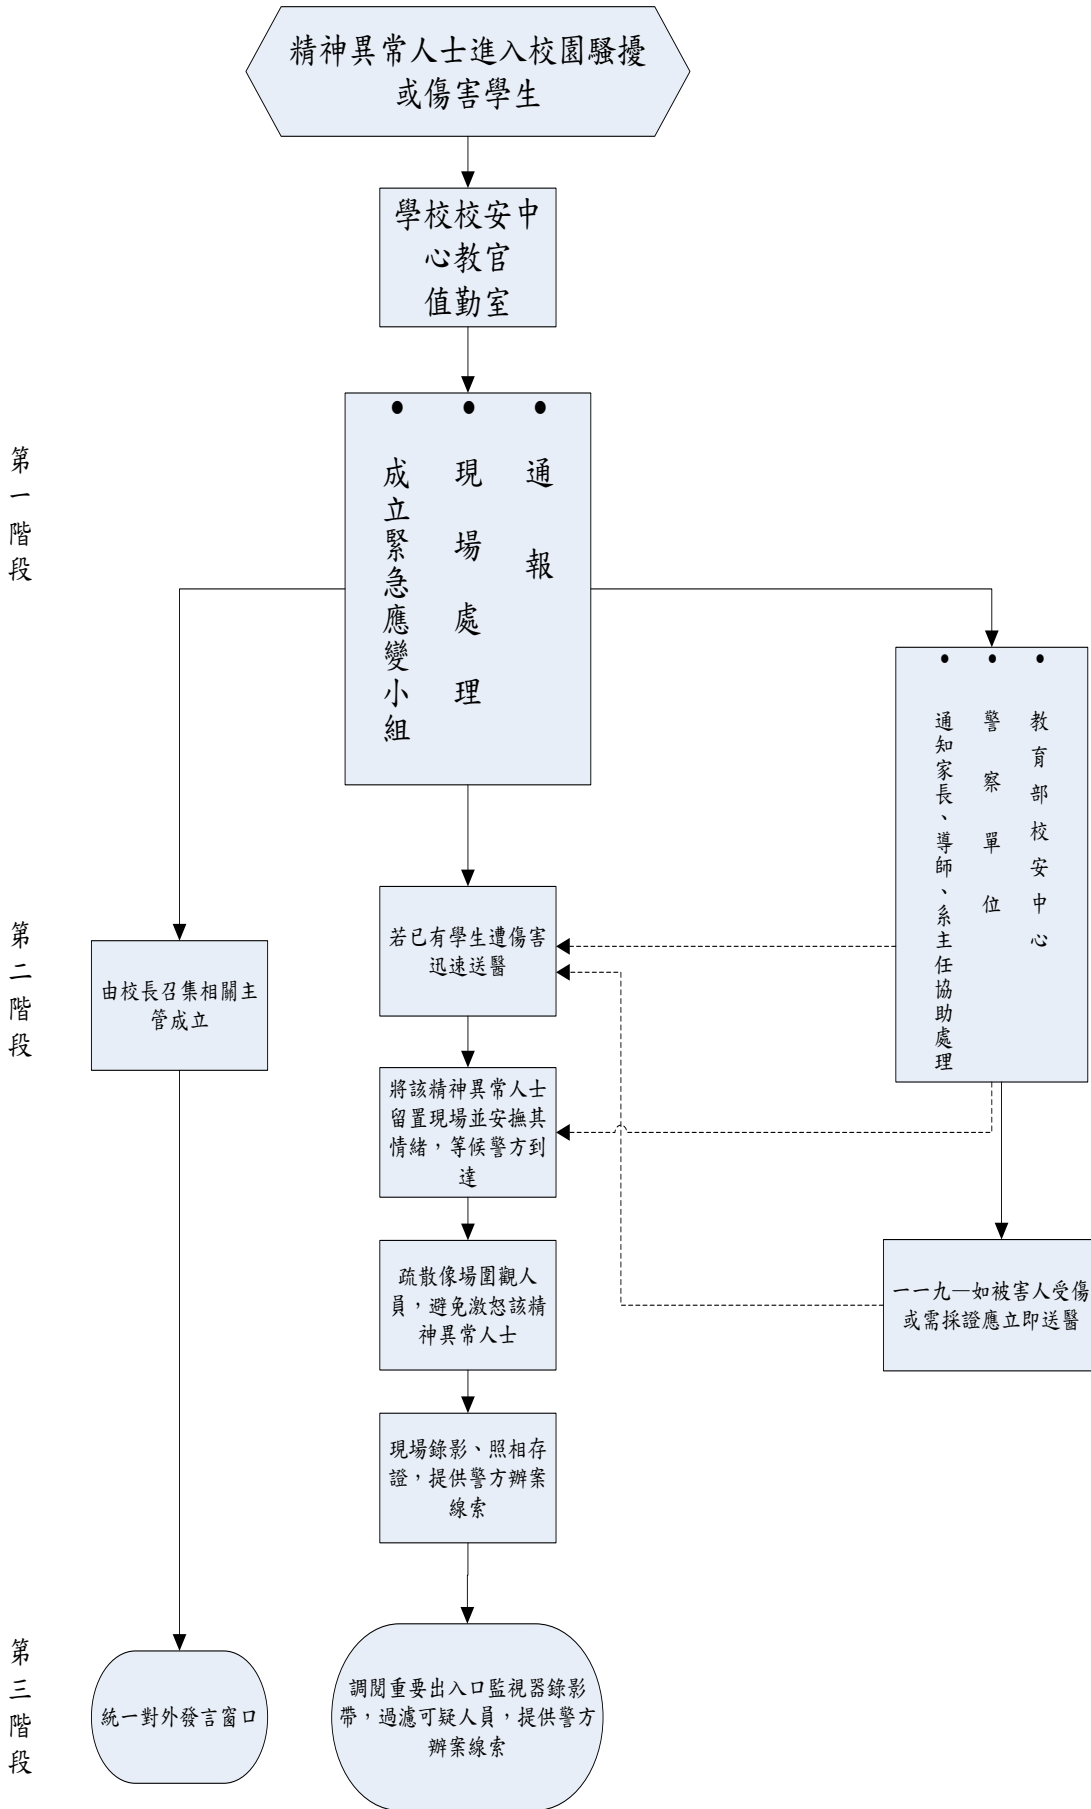 精神異常人士進入校園騷擾
或傷害學生
學校校安中
心教官
值勤室
第一階段
• 通報
• 現場處理
• 成立緊急應變小組
• 教育部校安中心
• 警察單位
• 通知家長、導師、系主任協助處理
第二階段
由校長召集相關主
管成立
若已有學生遭傷害
迅速送醫
將該精神異常人士
留置現場並安撫其
情緒，等候警方到
達
疏散像場圍觀人
員，避免激怒該精
神異常人士
一一九—如被害人受傷
或需採證應立即送醫
現場錄影、照相存
證，提供警方辦案
線索
第三階段
統一對外發言窗口
調閱重要出入口監視器錄影
帶，過濾可疑人員，提供警方
辦案線索